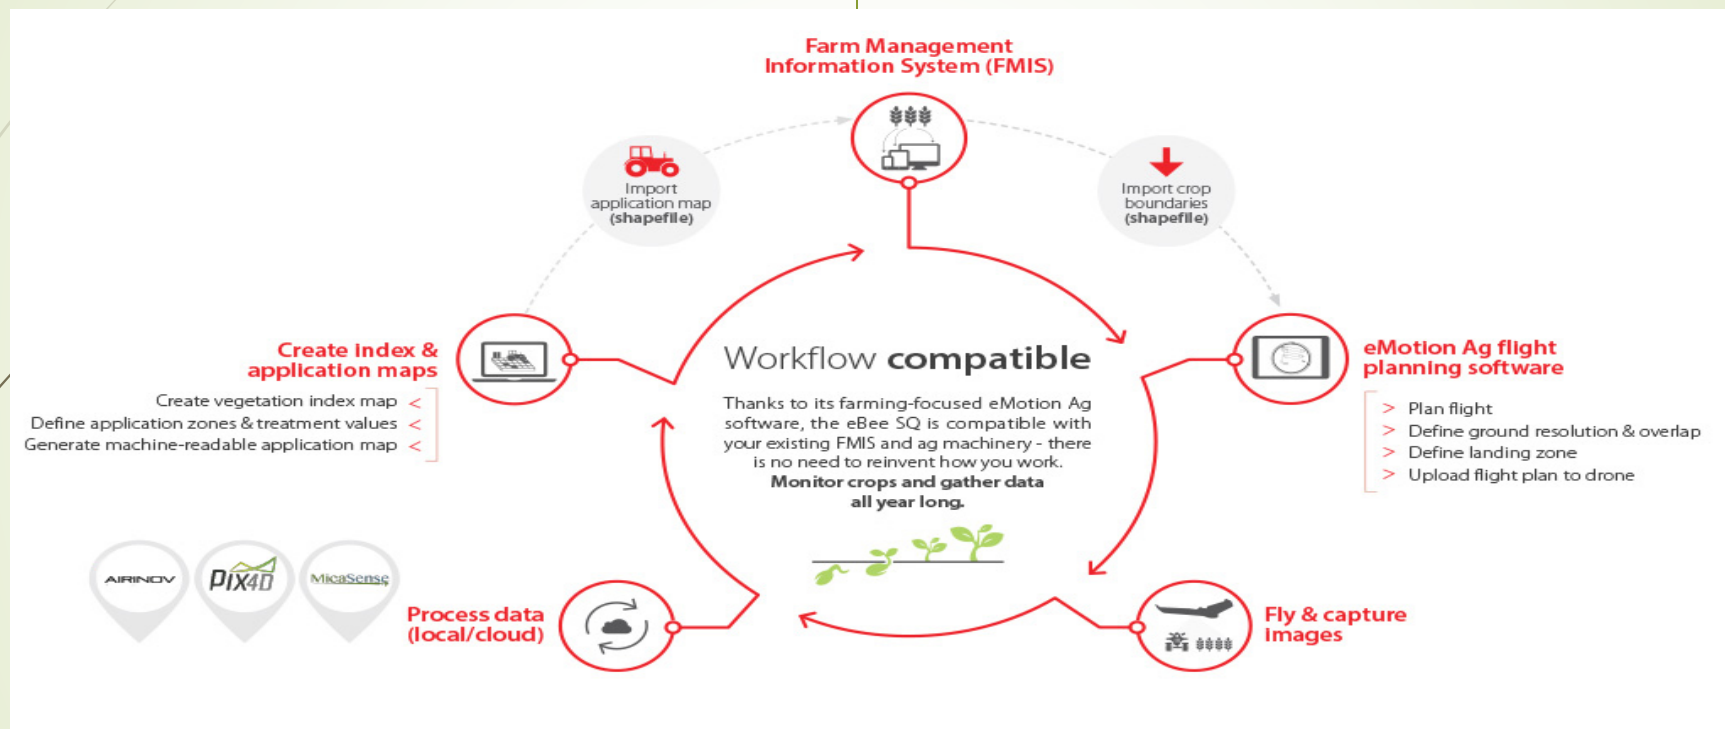 Farm Management
Information System (FMIS)
Import
application map
(shapefile)
Import crop
boundaries
(shapefile)
Create index &
application maps
Create vegetation index map <
Define application zones & treatment values <
Generate machine-readable application map <
Workflow compatible
Thanks to its farming-focused eMotion Ag
software, the eBee SQ is compatible with
your existing FMIS and ag machinery - there
is no need to reinvent how you work.
Monitor crops and gather data
all year long.
eMotion Ag flight
planning software
> Plan flight
> Define ground resolution & overlap
> Define landing zone
> Upload flight plan to drone
AIRINOV
PIX4D
MicaSense
Process data
(local/cloud)
Fly & capture
images